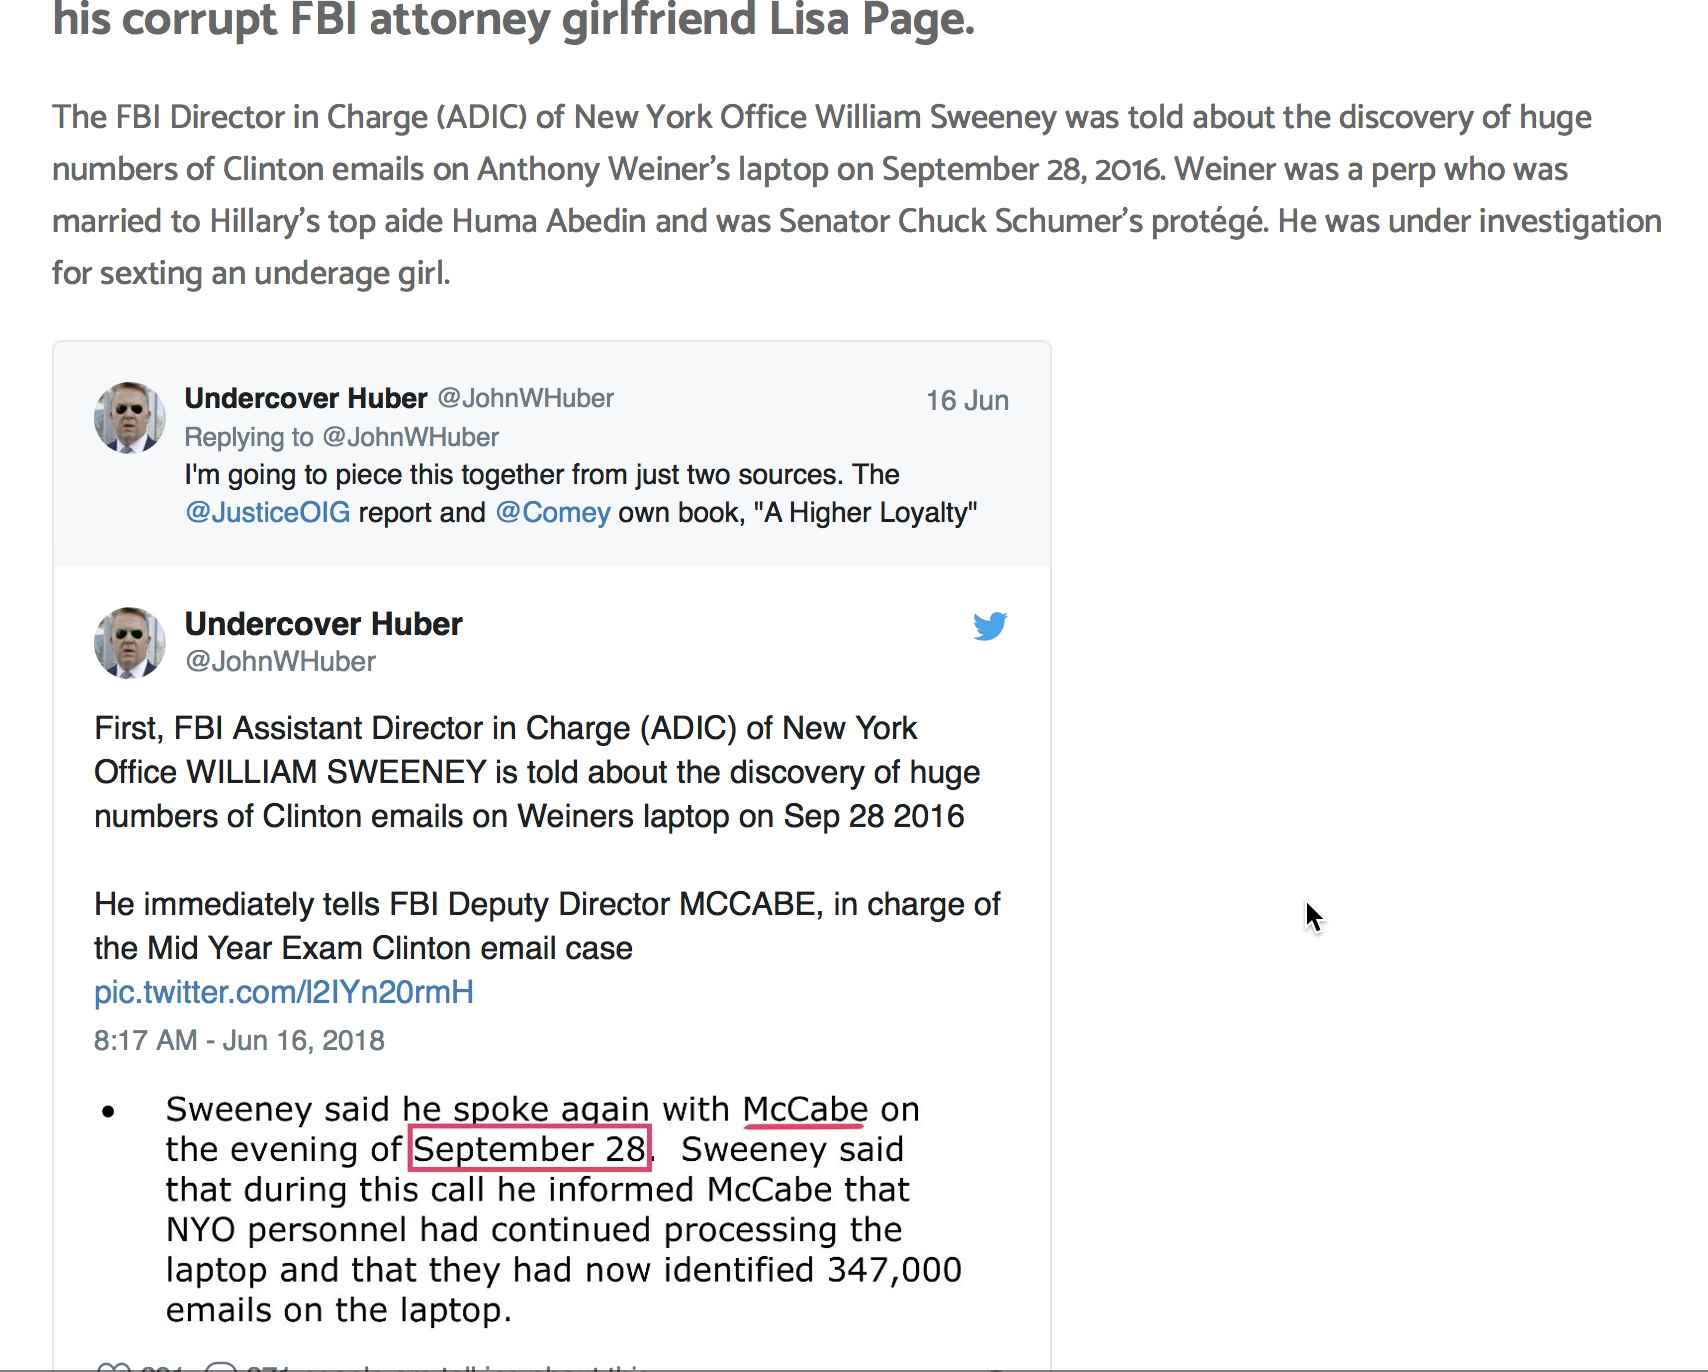 his corrupt FBI attorney girlfriend Lisa Page.
The FBI Director in Charge (ADIC) of New York Office William Sweeney was told about the discovery of huge
numbers of Clinton emails on Anthony Weiner’s laptop on September 28, 2016. Weiner was a perp who was
married to Hillary’s top aide Huma Abedin and was Senator Chuck Schumer’s protégé. He was under investigation
for sexting an underage girl.
Undercover Huber @JohnWHuber 16 Jun
Replying to @JohnWHuber
I'm going to piece this together from just two sources. The
@JusticeOIG report and @Comey own book, "A Higher Loyalty"
Undercover Huber
@JohnWHuber
First, FBI Assistant Director in Charge (ADIC) of New York
Office WILLIAM SWEENEY is told about the discovery of huge
numbers of Clinton emails on Weiners laptop on Sep 28 2016
He immediately tells FBI Deputy Director MCCABE, in charge of
the Mid Year Exam Clinton email case
pic.twitter.com/l2IYn20rmH
8:17 AM - Jun 16, 2018
• Sweeney said he spoke again with McCabe on
the evening of September 28. Sweeney said
that during this call he informed McCabe that
NYO personnel had continued processing the
laptop and that they had now identified 347,000
emails on the laptop.